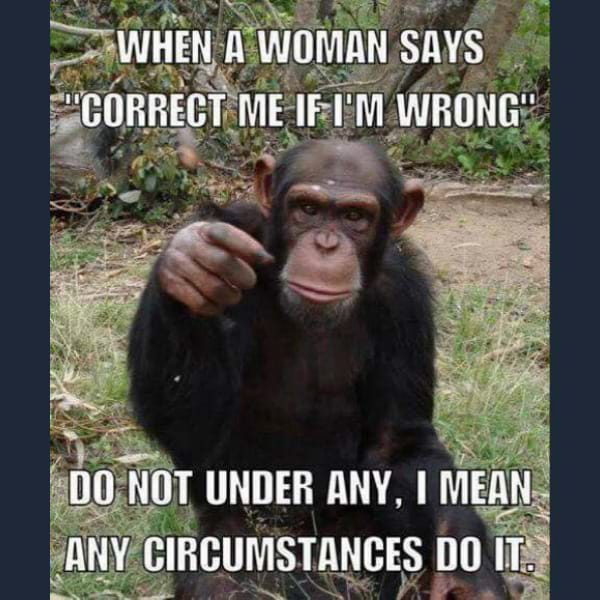 WHEN A WOMAN SAYS
"CORRECT ME IF I'M WRONG"
DO NOT UNDER ANY, I MEAN
ANY CIRCUMSTANCES DO IT.